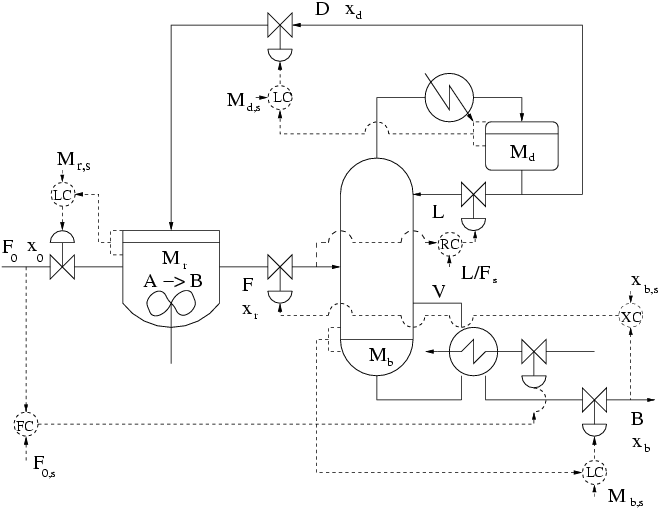 D x_d
LC
M_d,s
M_d
M_r,s
LC
L
RC
F_0 x_0
M_r
A −> B
F
x_r
L/F_s
V
x_b,s
XC
M_b
FC
B
x_b
F_0,s
LC
M_b,s